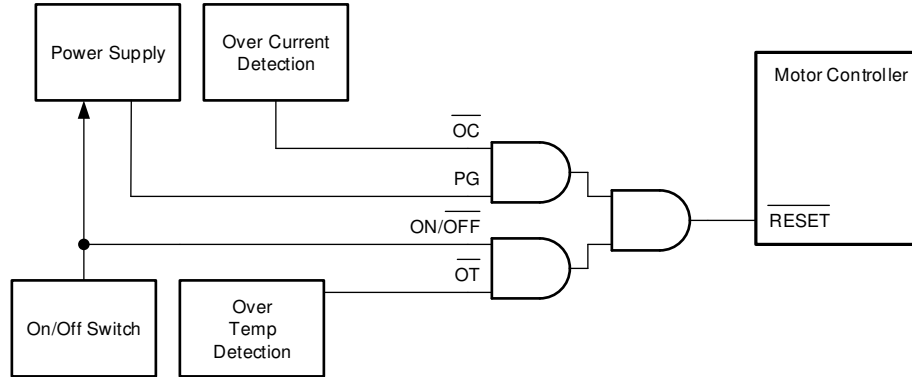 Power Supply
Over Current
Detection
Motor Controller
OC
PG
ON/OFF
RESET
OT
On/Off Switch
Over
Temp
Detection